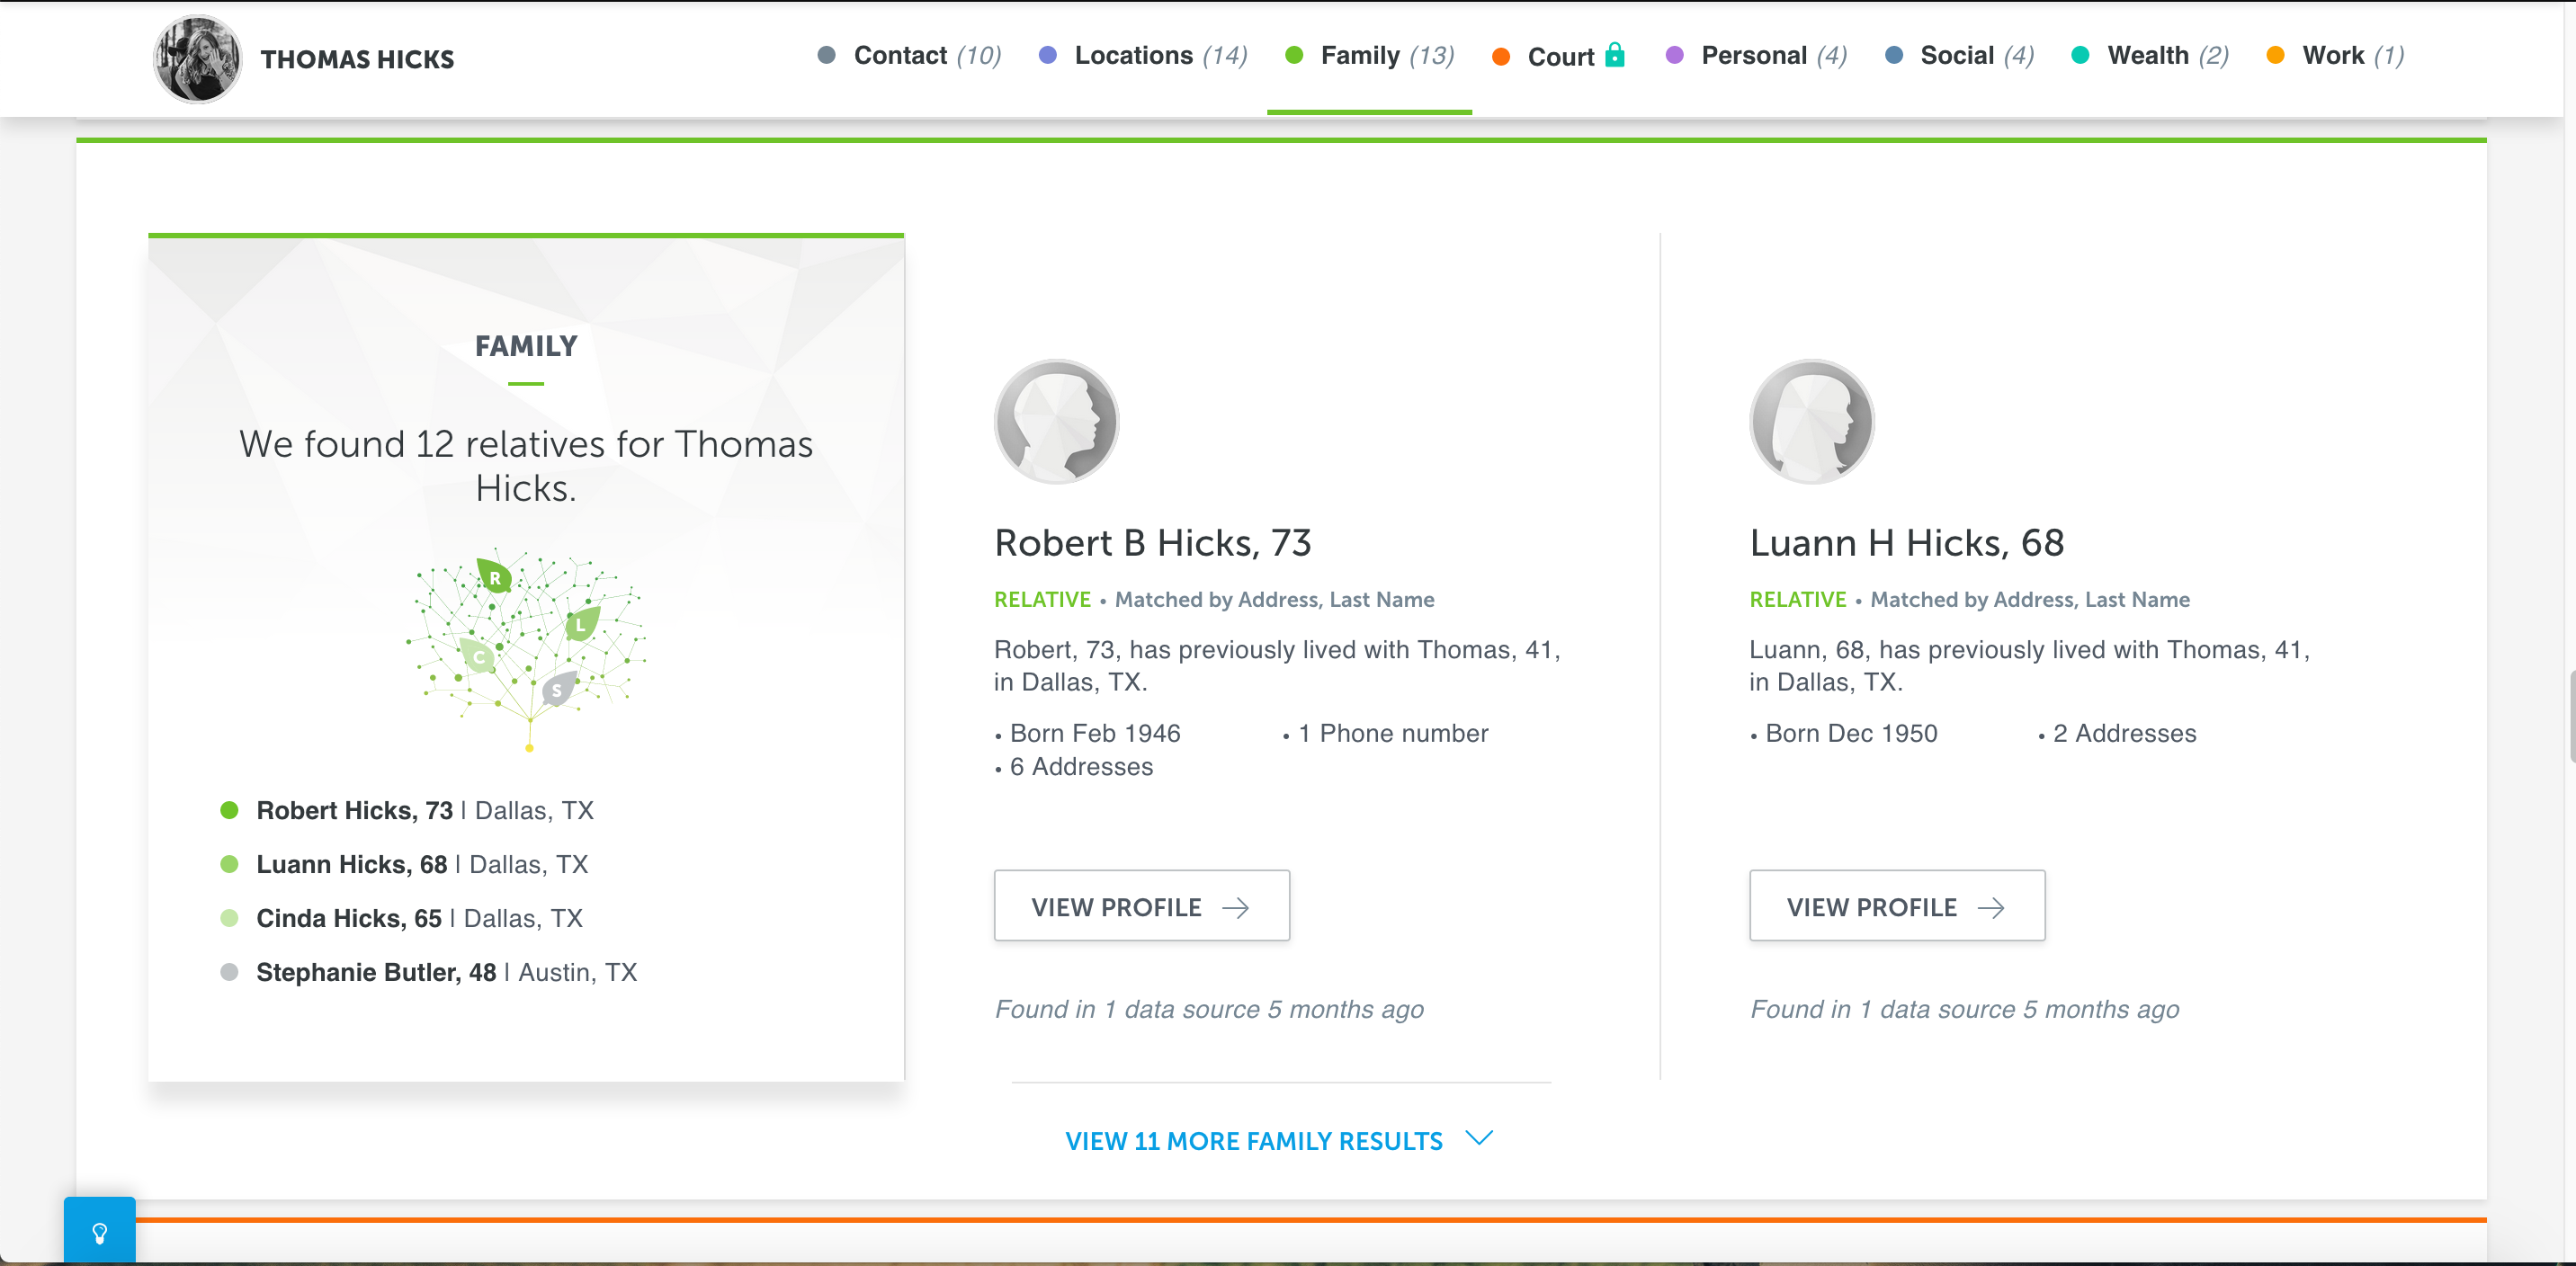 THOMAS HICKS
Contact (10) Locations (14) Family (13) Court Personal (4) Social (4) Wealth (2) Work (1)
FAMILY
We found 12 relatives for Thomas
Hicks.
R
L
C
S
Robert Hicks, 73 | Dallas, TX
Luann Hicks, 68 | Dallas, TX
Cinda Hicks, 65 | Dallas, TX
Stephanie Butler, 48 | Austin, TX
Robert B Hicks, 73
RELATIVE • Matched by Address, Last Name
Robert, 73, has previously lived with Thomas, 41,
in Dallas, TX.
• Born Feb 1946
• 1 Phone number
• 6 Addresses
VIEW PROFILE
Found in 1 data source 5 months ago
Luann H Hicks, 68
RELATIVE • Matched by Address, Last Name
Luann, 68, has previously lived with Thomas, 41,
in Dallas, TX.
• Born Dec 1950
• 2 Addresses
VIEW PROFILE
Found in 1 data source 5 months ago
VIEW 11 MORE FAMILY RESULTS